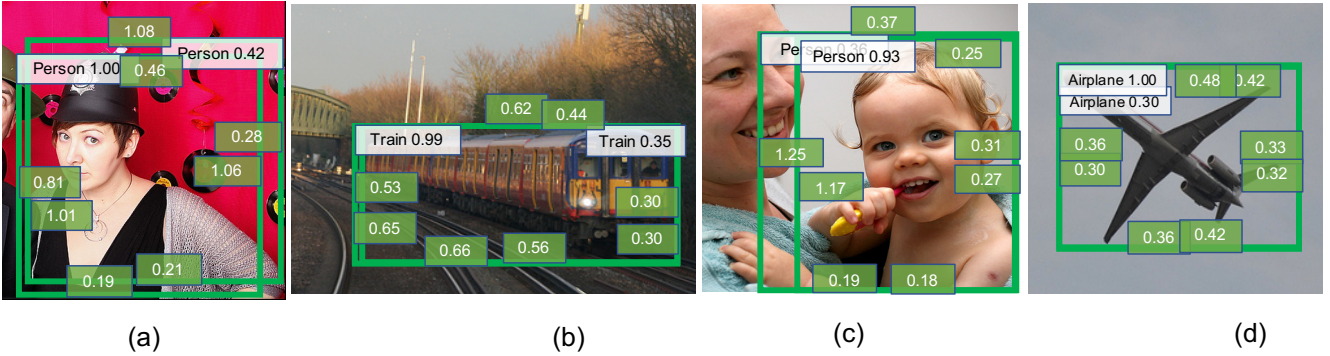 1.08
Person 0.42
Person 1.00
0.46
0.28
1.06
0.81
1.01
0.21
0.19
0.62
0.44
Train 0.99
Train 0.35
0.53
0.30
0.65
0.30
0.66
0.56
0.37
Person 0.36
Person 0.93
0.25
1.25
0.31
1.17
0.27
0.19
0.18
Airplane 1.00
0.48
0.42
Airplane 0.30
0.36
0.33
0.30
0.32
0.36
0.42
(a)
(b)
(c)
(d)